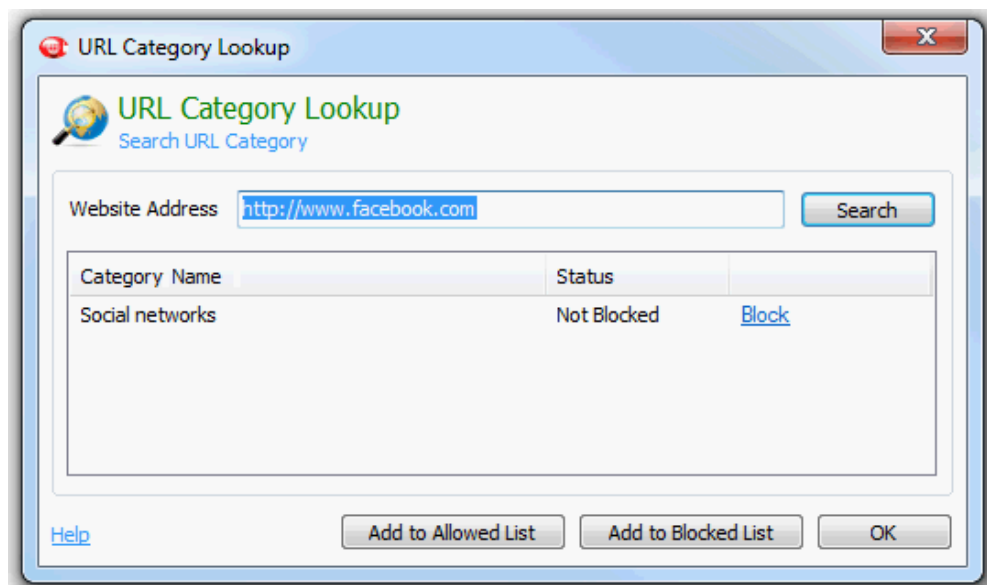 URL Category Lookup
X
URL Category Lookup
Search URL Category
Website Address http://www.facebook.com Search
Category Name Status
Social networks Not Blocked Block
Help Add to Allowed List Add to Blocked List OK